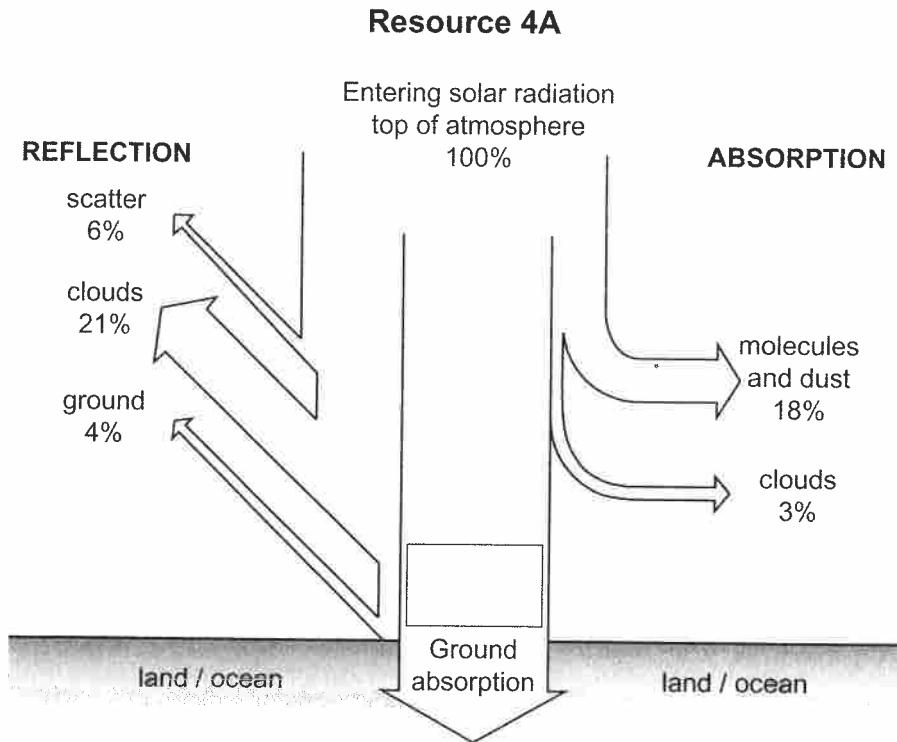 Resource 4A
Entering solar radiation
top of atmosphere
100%
REFLECTION
scatter
6%
clouds
21%
ground
4%
ABSORPTION
molecules
and dust
18%
clouds
3%
Ground
absorption
land / ocean
land / ocean